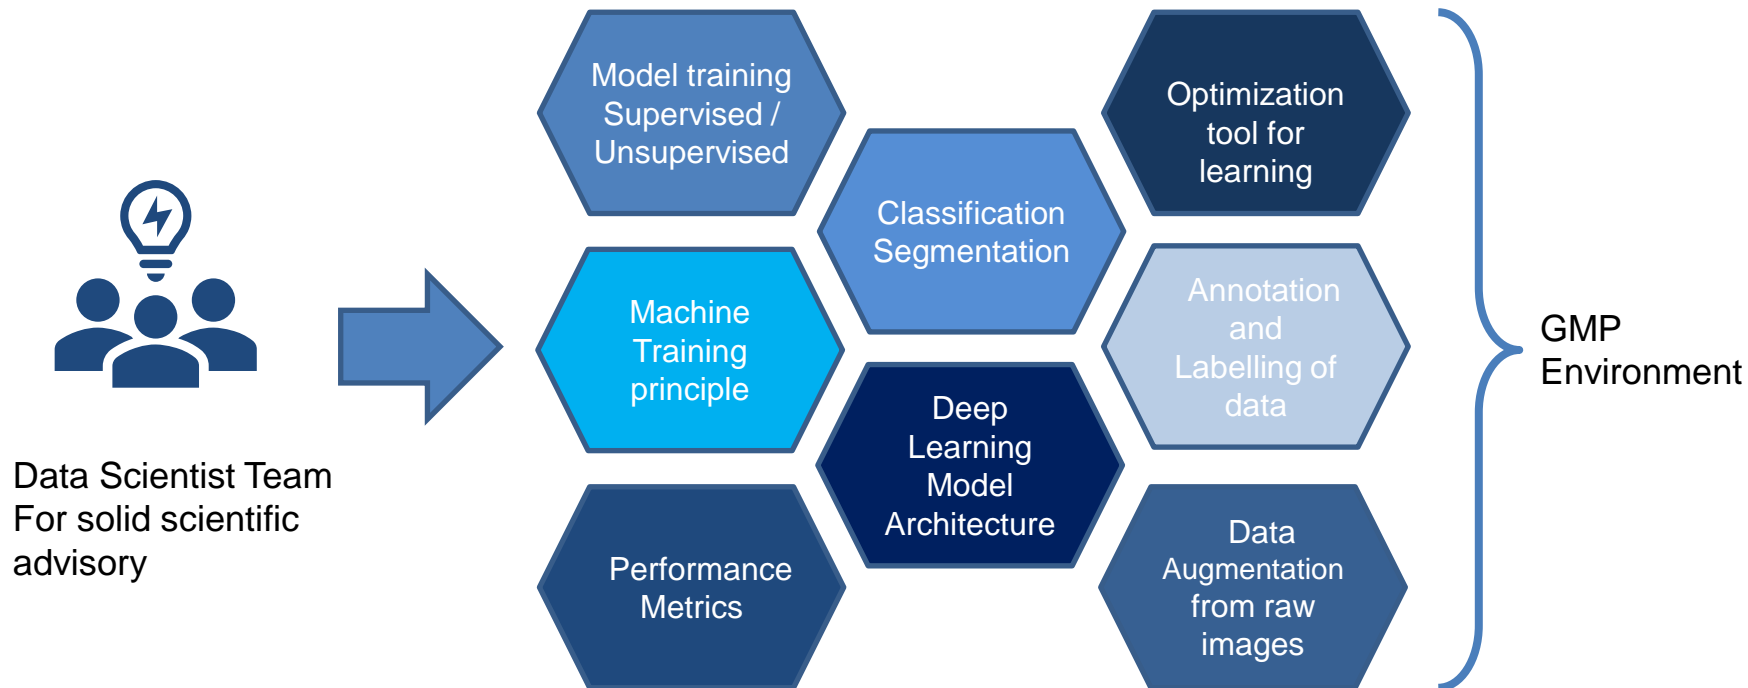 Data Scientist Team
For solid scientific
advisory
Model training
Supervised /
Unsupervised
Machine
Training
principle
Performance
Metrics
Classification
Segmentation
Deep
Learning
Model
Architecture
Optimization
tool for
learning
Annotation
and
Labelling of
data
Data
Augmentation
from raw
images
GMP
Environment